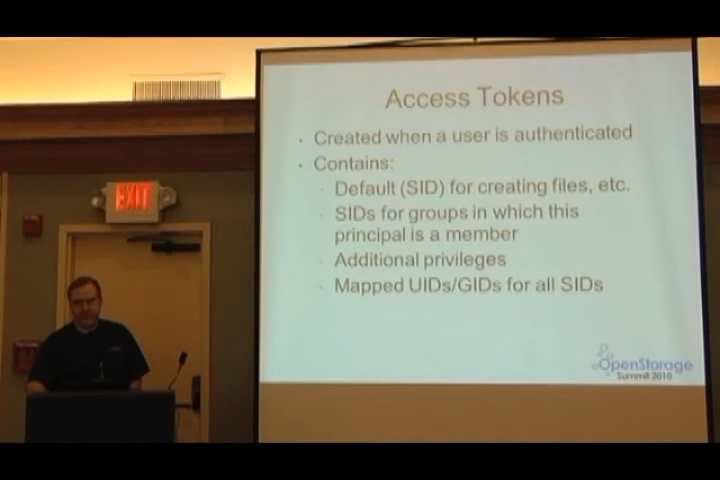 Access Tokens
Created when a user is authenticated
Contains:
Default (SID) for creating files, etc.
SIDs for groups in which this
principal is a member
Additional privileges
Mapped UIDs/GIDs for all SIDs
EXIT
OpenStorage
Summit 2010